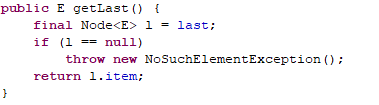 public E getLast() {
    final Node<E> l = last;
    if (l == null)
        throw new NoSuchElementException();
    return l.item;
}